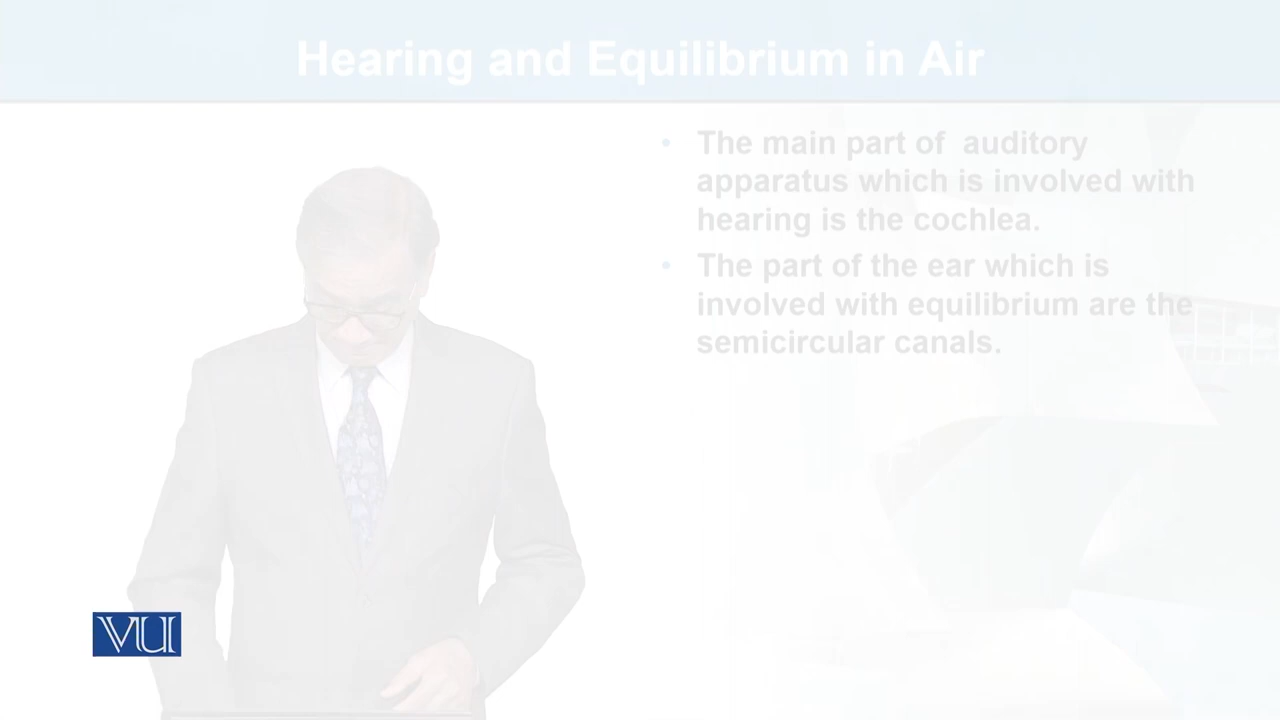 Hearing and Equilibrium in Air
• The main part of auditory
apparatus which is involved with
hearing is the cochlea.
• The part of the ear which is
involved with equilibrium are the
semicircular canals.
VU